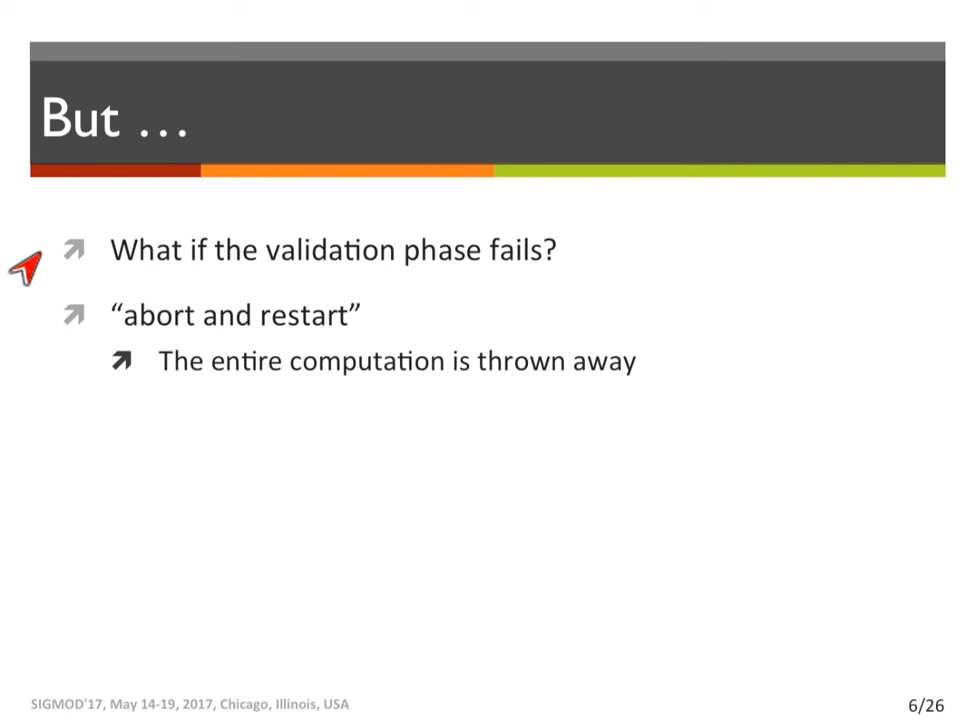 But …
What if the validation phase fails?
“abort and restart”
The entire computation is thrown away
SIGMOD'17, May 14-19, 2017, Chicago, Illinois, USA
6/26